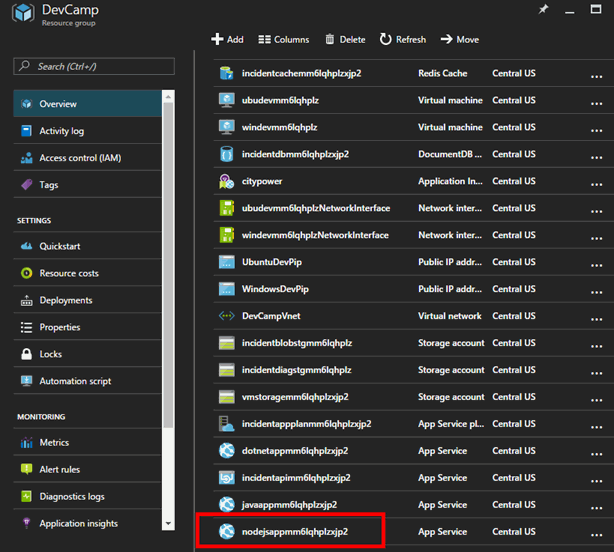 DevCamp
Resource group
Search (Ctrl+/)
Overview
Activity log
Access control (IAM)
Tags
SETTINGS
Quickstart
Resource costs
Deployments
Properties
Locks
Automation script
MONITORING
Metrics
Alert rules
Diagnostics logs
Application insights
Add Columns Delete Refresh Move
incidentcachemm6lqhplzxjp2 Redis Cache Central US ...
ubudevmm6lqhplz Virtual machine Central US ...
windevmm6lqhplz Virtual machine Central US ...
incidentdbmm6lqhplzxjp2 DocumentDB ... Central US ...
citypower Application In... Central US ...
ubudevmm6lqhplzNetworkInterface Network inter... Central US ...
windevmm6lqhplzNetworkInterface Network inter... Central US ...
UbuntuDevPip Public IP addr... Central US ...
WindowsDevPip Public IP addr... Central US ...
DevCampVnet Virtual network Central US ...
incidentblobstgmm6lqhplz Storage account Central US ...
incidentdiagstgmm6lqhplz Storage account Central US ...
vmstoragemm6lqhplzxjp2 Storage account Central US ...
incidentappplanmm6lqhplzxjp2 App Service pl... Central US ...
dotnetappmm6lqhplzxjp2 App Service Central US ...
incidentapimm6lqhplzxjp2 App Service Central US ...
javaappmm6lqhplzxjp2 App Service Central US ...
nodejsappmm6lqhplzxjp2 App Service Central US ...